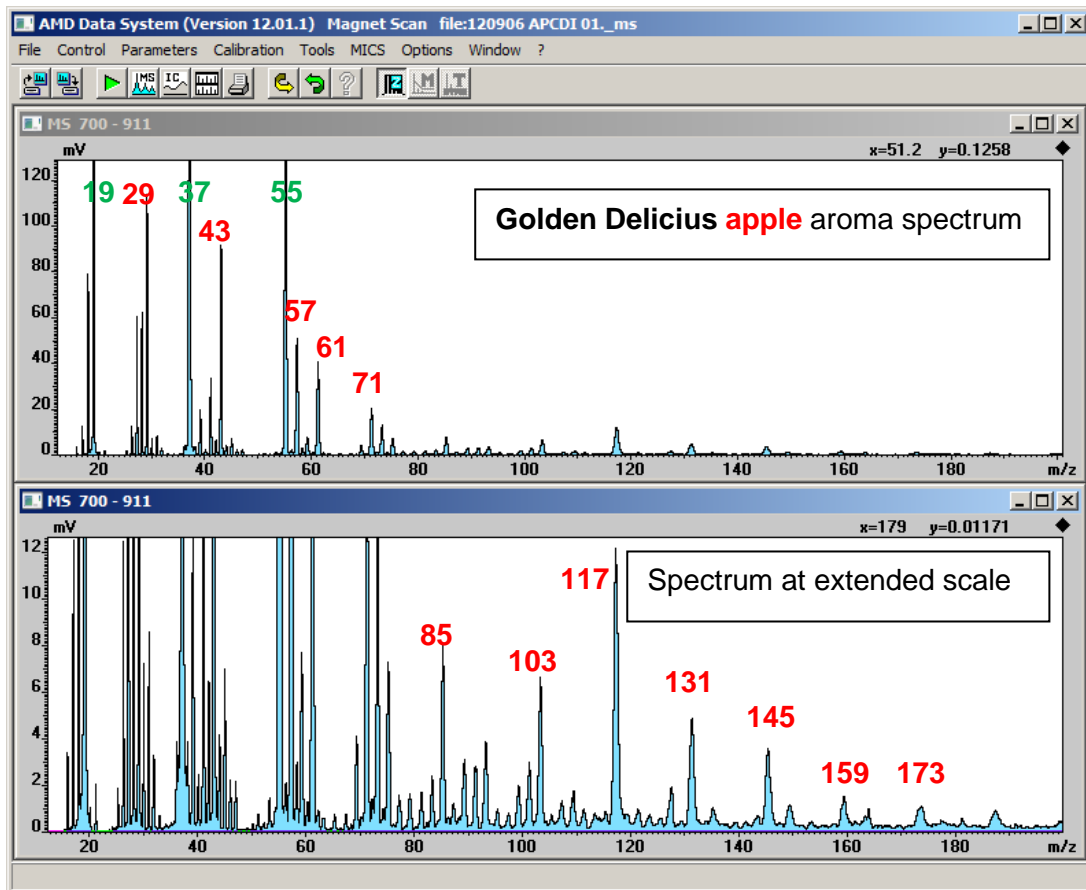 AMD Data System (Version 12.01.1) Magnet Scan file:120906 APCDI 01._ms
File Control Parameters Calibration Tools MICS Options Window ?
MS IC
MS 700 - 911
mV
x=51.2 y=0.1258
120
100
80
60
40
20
0
19 29 37 43 55 57 61 71
Golden Delicius apple aroma spectrum
20 40 60 80 100 120 140 160 180 m/z
MS 700 - 911
mV
x=179 y=0.01171
12
10
8
6
4
2
0
85 103 117 131 145 159 173
Spectrum at extended scale
20 40 60 80 100 120 140 160 180 m/z